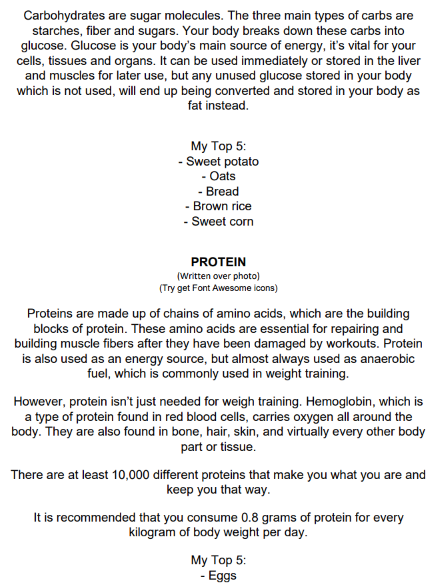 Carbohydrates are sugar molecules. The three main types of carbs are
starches, fiber and sugars. Your body breaks down these carbs into
glucose. Glucose is your body's main source of energy, it's vital for your
cells, tissues and organs. It can be used immediately or stored in the liver
and muscles for later use, but any unused glucose stored in your body
which is not used, will end up being converted and stored in your body as
fat instead.
My Top 5:
- Sweet potato
- Oats
- Bread
- Brown rice
- Sweet corn
PROTEIN
(Written over photo)
(Try get Font Awesome icons)
Proteins are made up of chains of amino acids, which are the building
blocks of protein. These amino acids are essential for repairing and
building muscle fibers after they have been damaged by workouts. Protein
is also used as an energy source, but almost always used as anaerobic
fuel, which is commonly used in weight training.
However, protein isn't just needed for weigh training. Hemoglobin, which is
a type of protein found in red blood cells, carries oxygen all around the
body. They are also found in bone, hair, skin, and virtually every other body
part or tissue.
There are at least 10,000 different proteins that make you what you are and
keep you that way.
It is recommended that you consume 0.8 grams of protein for every
kilogram of body weight per day.
My Top 5:
- Eggs